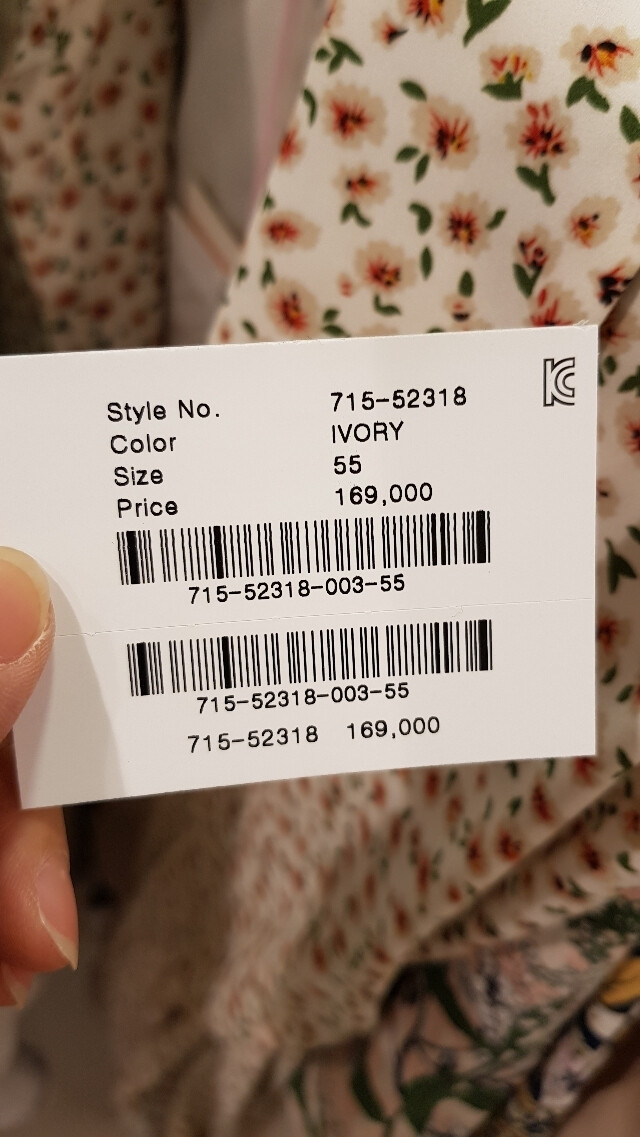 Style No. 715-52318
Color IVORY
Size 55
Price 169,000
715-52318-003-55
715-52318-003-55
715-52318 169,000